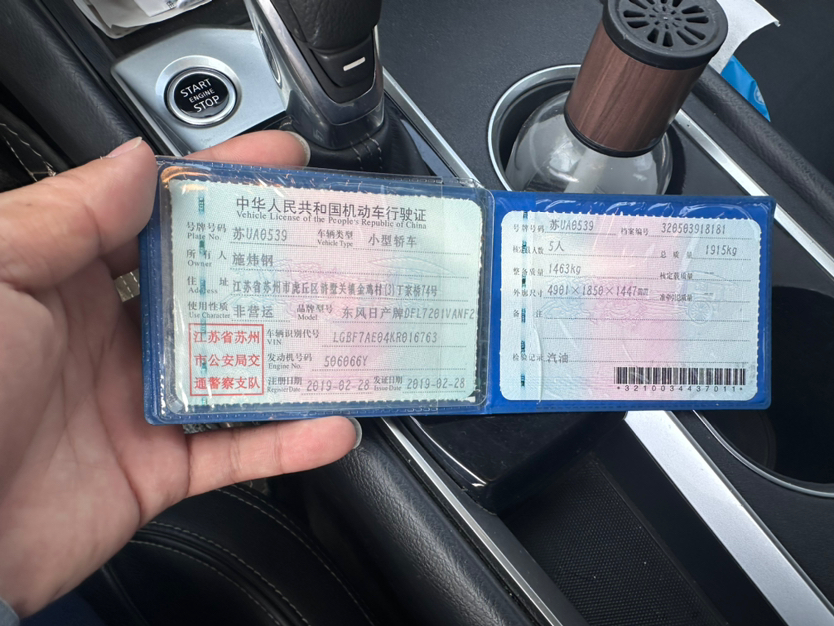 START
ENGINE
STOP
中华人民共和国机动车行驶证
Vehicle License of the People's Republic of China
号牌号码 苏UA0539 车辆类型 小型轿车
Plate No. Vehicle Type
所有人 施炜钢
Owner
住址 江苏省苏州市虎丘区浒墅关镇金鸡村(3)丁家桥74号
Address
使用性质 非营运 品牌型号 东风日产牌DFL7201VANF2
Use Character Model
江苏省苏州
市公安局交
通警察支队
车辆识别代号 LGBF7AE04KR016763
VIN
发动机号码 506066Y
Engine No.
注册日期 2019-02-28 发证日期 2019-02-28
Register Date Issue Date
号牌号码 苏UA0539 档案编号 320503918181
核定载人数 5人 总质量 1915kg
整备质量 1463kg 核定载质量
外廓尺寸 4901×1850×1447mm 准牵引总质量
备注
检验记录 汽油
*3210034437011*